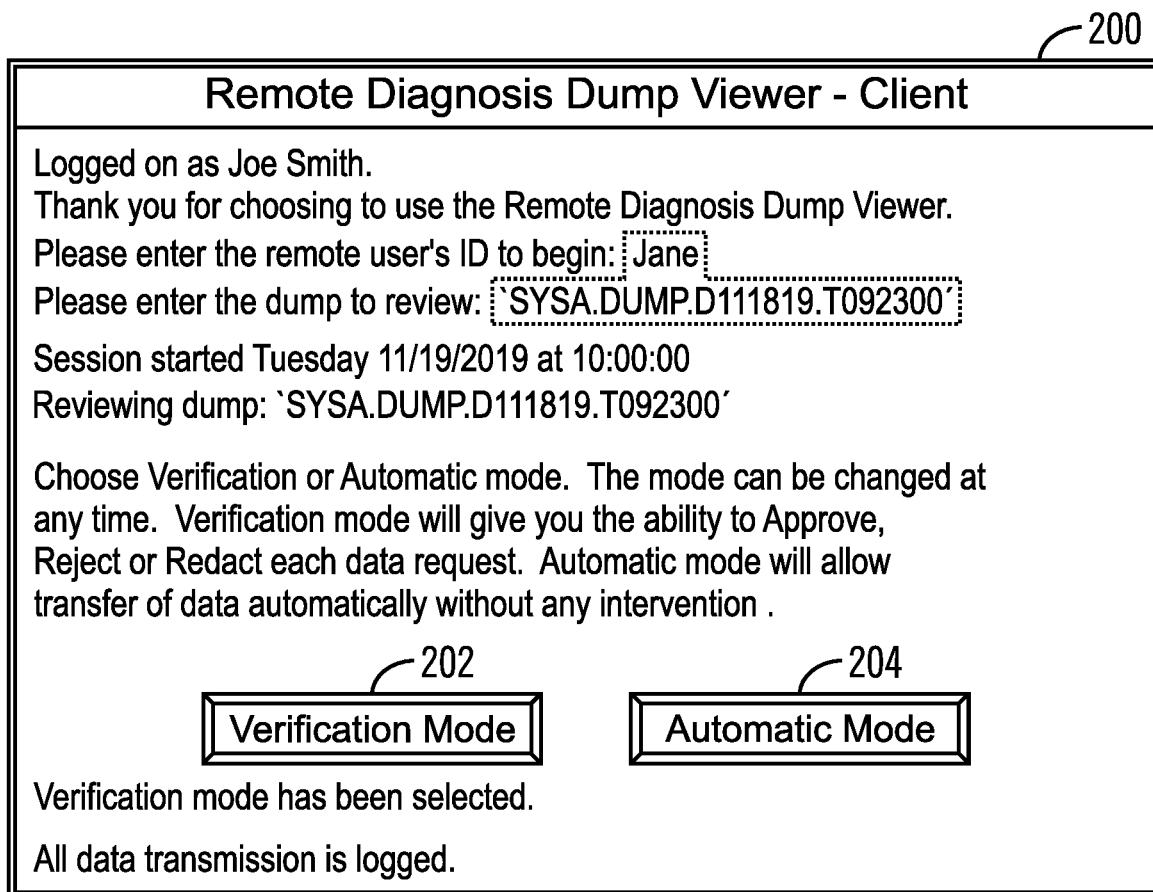 200
Remote Diagnosis Dump Viewer - Client
Logged on as Joe Smith.
Thank you for choosing to use the Remote Diagnosis Dump Viewer.
Please enter the remote user's ID to begin: Jane
Please enter the dump to review: `SYSA.DUMP.D111819.T092300´
Session started Tuesday 11/19/2019 at 10:00:00
Reviewing dump: `SYSA.DUMP.D111819.T092300´
Choose Verification or Automatic mode.  The mode can be changed at
any time.  Verification mode will give you the ability to Approve,
Reject or Redact each data request.  Automatic mode will allow
transfer of data automatically without any intervention .
202 204
Verification Mode Automatic Mode
Verification mode has been selected.
All data transmission is logged.